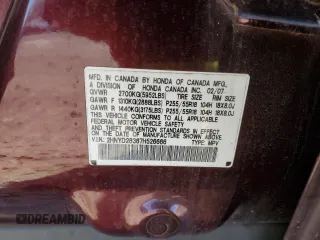 MFD. IN CANADA BY HONDA OF CANADA MFG.,
A DIVISION OF HONDA CANADA INC. 02/07
GVWR 2700KG(5952LBS) TIRE SIZE RIM SIZE
GAWR F 1310KG(2888LBS) P255/55R18 104H 18X8.0J
GAWR R 1440KG(3175LBS) P255/55R18 104H 18X8.0J
THIS VEHICLE CONFORMS TO ALL APPLICABLE FEDERAL
MOTOR VEHICLE SAFETY AND THEFT PREVENTION
STANDARDS IN EFFECT ON THE DATE OF
MANUFACTURE SHOWN ABOVE.
VIN: 2HNYD28387H526666 TYPE: MPV
AMERIBID